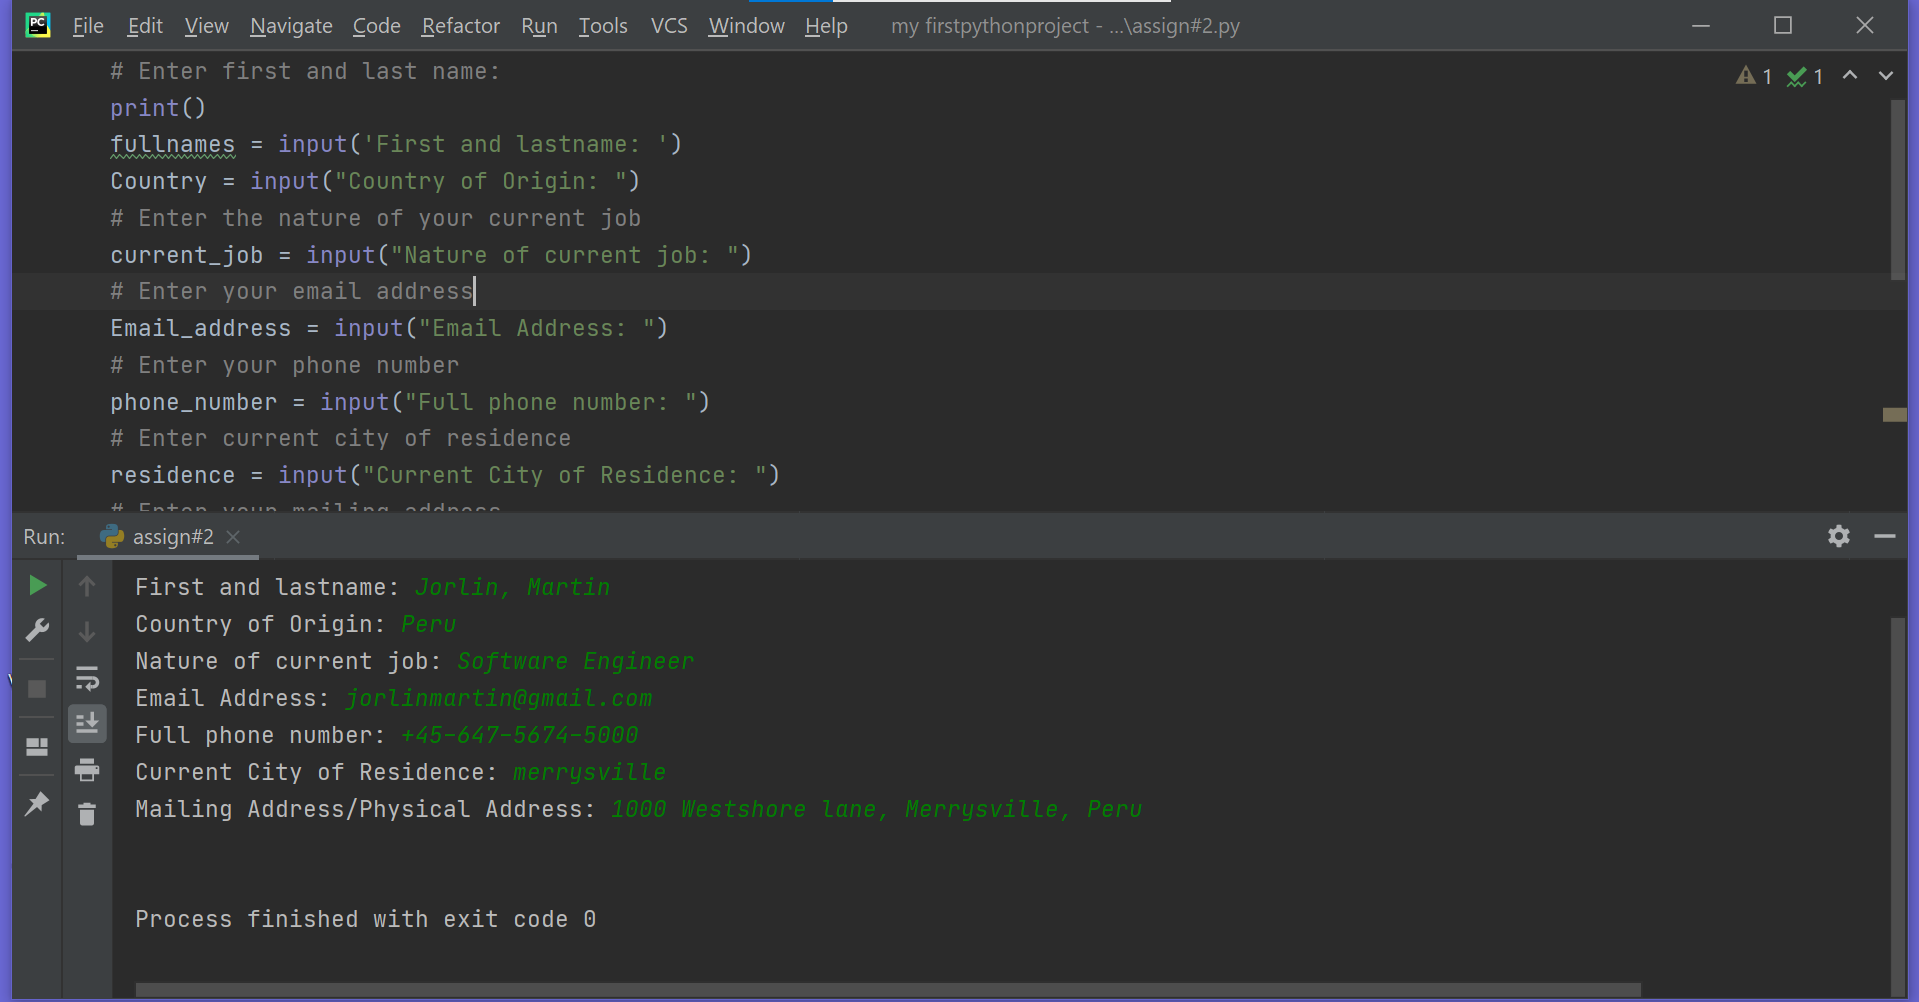 PC File Edit View Navigate Code Refactor Run Tools VCS Window Help my firstpythonproject - ...\assign#2.py
# Enter first and last name:
1 1
print()
fullnames = input('First and lastname: ')
Country = input("Country of Origin: ")
# Enter the nature of your current job
current_job = input("Nature of current job: ")
# Enter your email address
Email_address = input("Email Address: ")
# Enter your phone number
phone_number = input("Full phone number: ")
# Enter current city of residence
residence = input("Current City of Residence: ")
# Enter your mailing address
Run: assign#2
First and lastname: Jorlin, Martin
Country of Origin: Peru
Nature of current job: Software Engineer
Email Address: jorlinmartin@gmail.com
Full phone number: +45-647-5674-5000
Current City of Residence: merrysville
Mailing Address/Physical Address: 1000 Westshore lane, Merrysville, Peru
Process finished with exit code 0